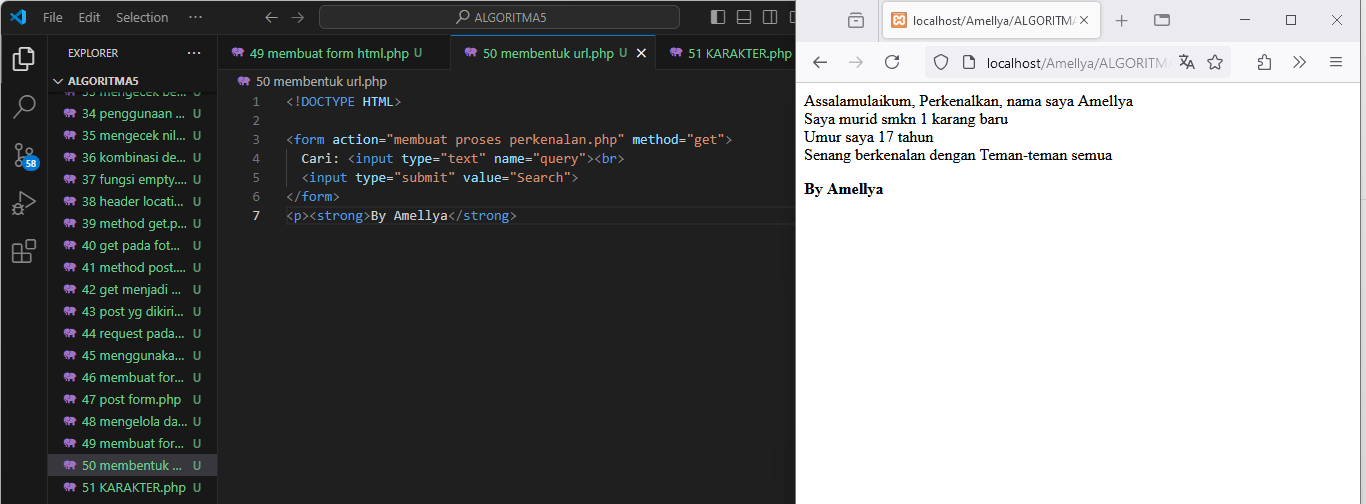 File Edit Selection ··· ALGORITMA5
EXPLORER ···
ALGORITMA5
33 mengecek be...
34 penggunaan ...
35 mengecek nil... U
36 kombinasi de... U
37 fungsi empty.... U
38 header locati... U
39 method get.p... U
40 get pada fot... U
41 method post.... U
42 get menjadi ... U
43 post yg dikiri... U
44 request pada... U
45 menggunaka... U
46 membuat for... U
47 post form.php U
48 mengelola da... U
49 membuat for... U
50 membentuk ... U
51 KARAKTER.php U
58
49 membuat form html.php U
50 membentuk url.php U
51 KARAKTER.php
50 membentuk url.php
1 <!DOCTYPE HTML>
2
3 <form action="membuat proses perkenalan.php" method="get">
4 Cari: <input type="text" name="query"><br>
5 <input type="submit" value="Search">
6 </form>
7 <p><strong>By Amellya</strong>
localhost/Amellya/ALGORITMA
localhost/Amellya/ALGORITM
Assalamulaikum, Perkenalkan, nama saya Amellya
Saya murid smkn 1 karang baru
Umur saya 17 tahun
Senang berkenalan dengan Teman-teman semua
By Amellya